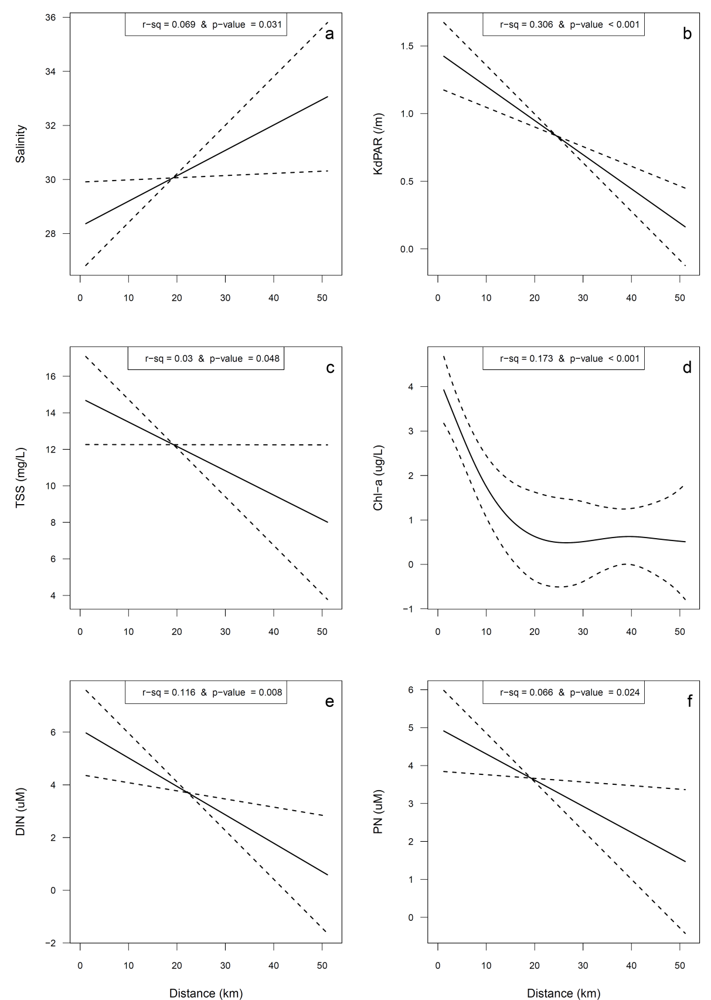 r−sq = 0.069 & p−value = 0.031
a
Salinity
36
34
32
30
28
0 10 20 30 40 50
r−sq = 0.306 & p−value < 0.001
b
KdPAR (/m)
1.5
1.0
0.5
0.0
0 10 20 30 40 50
r−sq = 0.03 & p−value = 0.048
c
TSS (mg/L)
16
14
12
10
8
6
4
0 10 20 30 40 50
r−sq = 0.173 & p−value < 0.001
d
Chl−a (ug/L)
4
3
2
1
0
−1
0 10 20 30 40 50
r−sq = 0.116 & p−value = 0.008
e
DIN (uM)
6
4
2
0
−2
0 10 20 30 40 50
Distance (km)
r−sq = 0.066 & p−value = 0.024
f
PN (uM)
6
5
4
3
2
1
0
0 10 20 30 40 50
Distance (km)